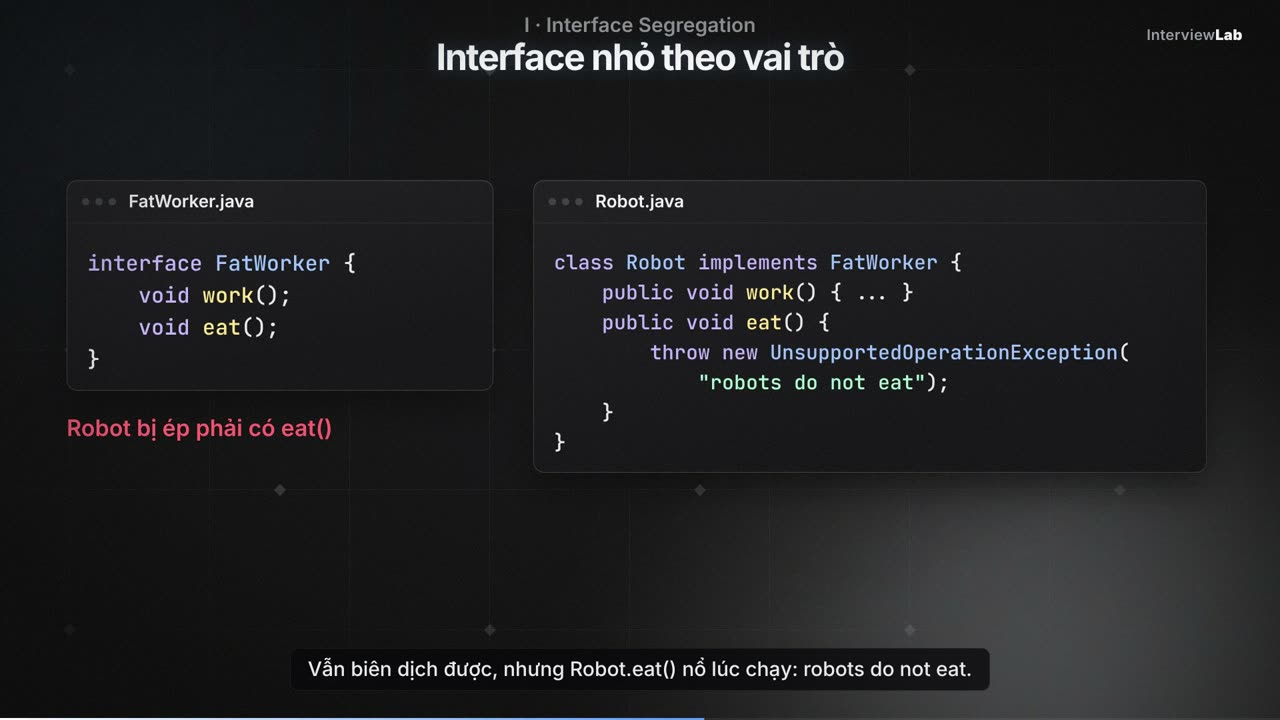 I · Interface Segregation
Interface nhỏ theo vai trò
InterviewLab
FatWorker.java
interface FatWorker {
    void work();
    void eat();
}
Robot bị ép phải có eat()
Robot.java
class Robot implements FatWorker {
    public void work() { ... }
    public void eat() {
        throw new UnsupportedOperationException(
            "robots do not eat");
    }
}
Vẫn biên dịch được, nhưng Robot.eat() nổ lúc chạy: robots do not eat.